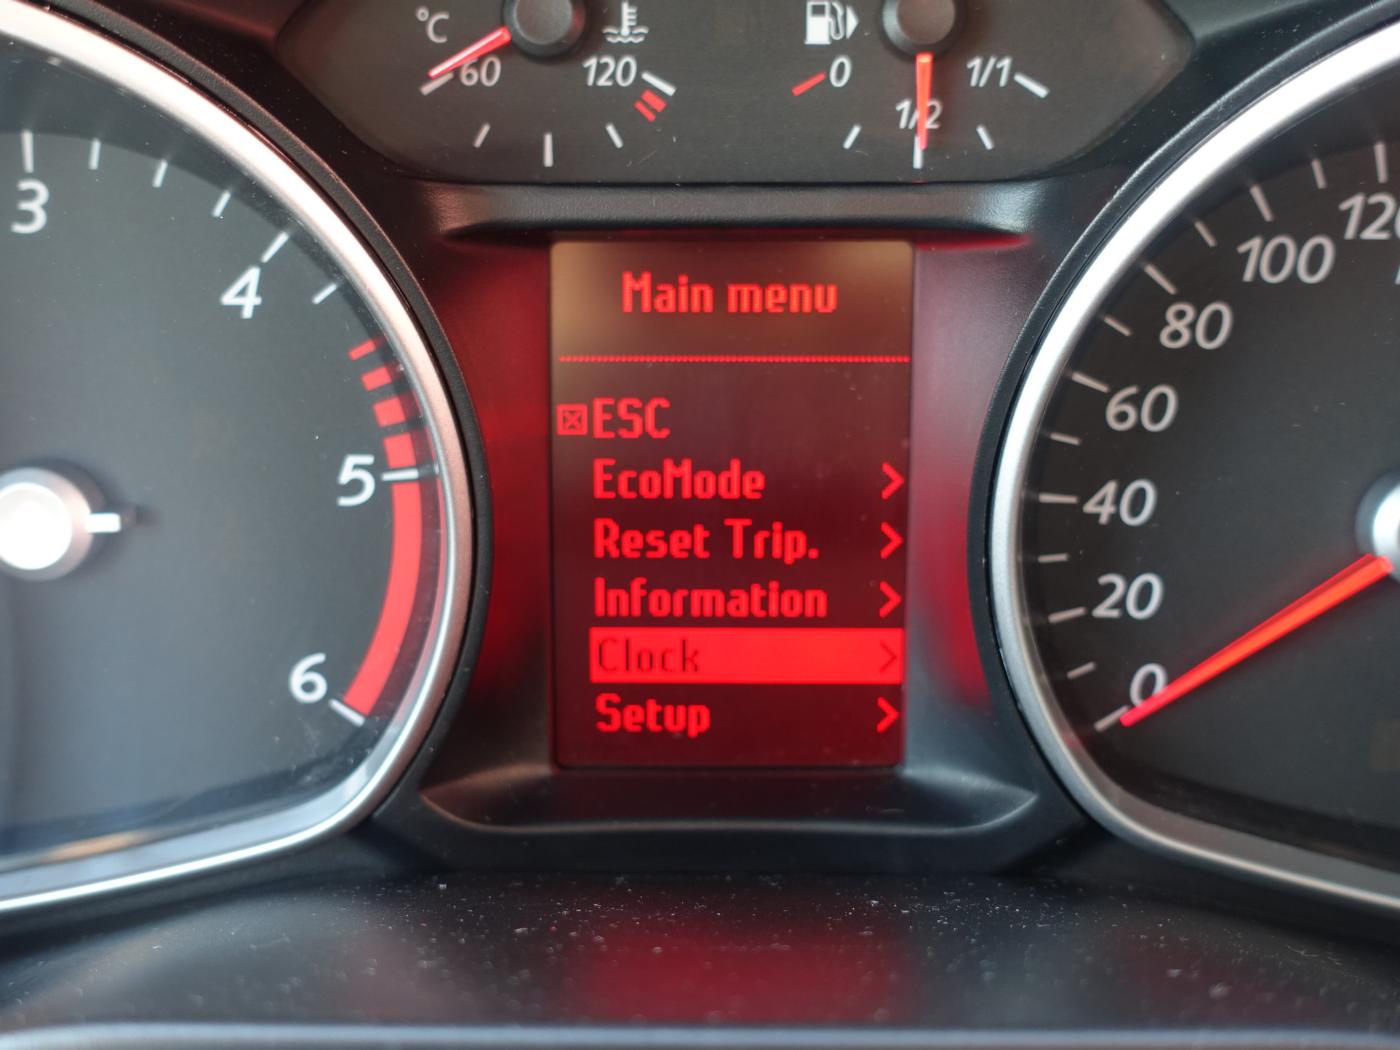 °C
60
120
0
1/2
1/1
3
4
5
6
Main menu
ESC
EcoMode
Reset Trip.
Information
Clock
Setup
120
100
80
60
40
20
0